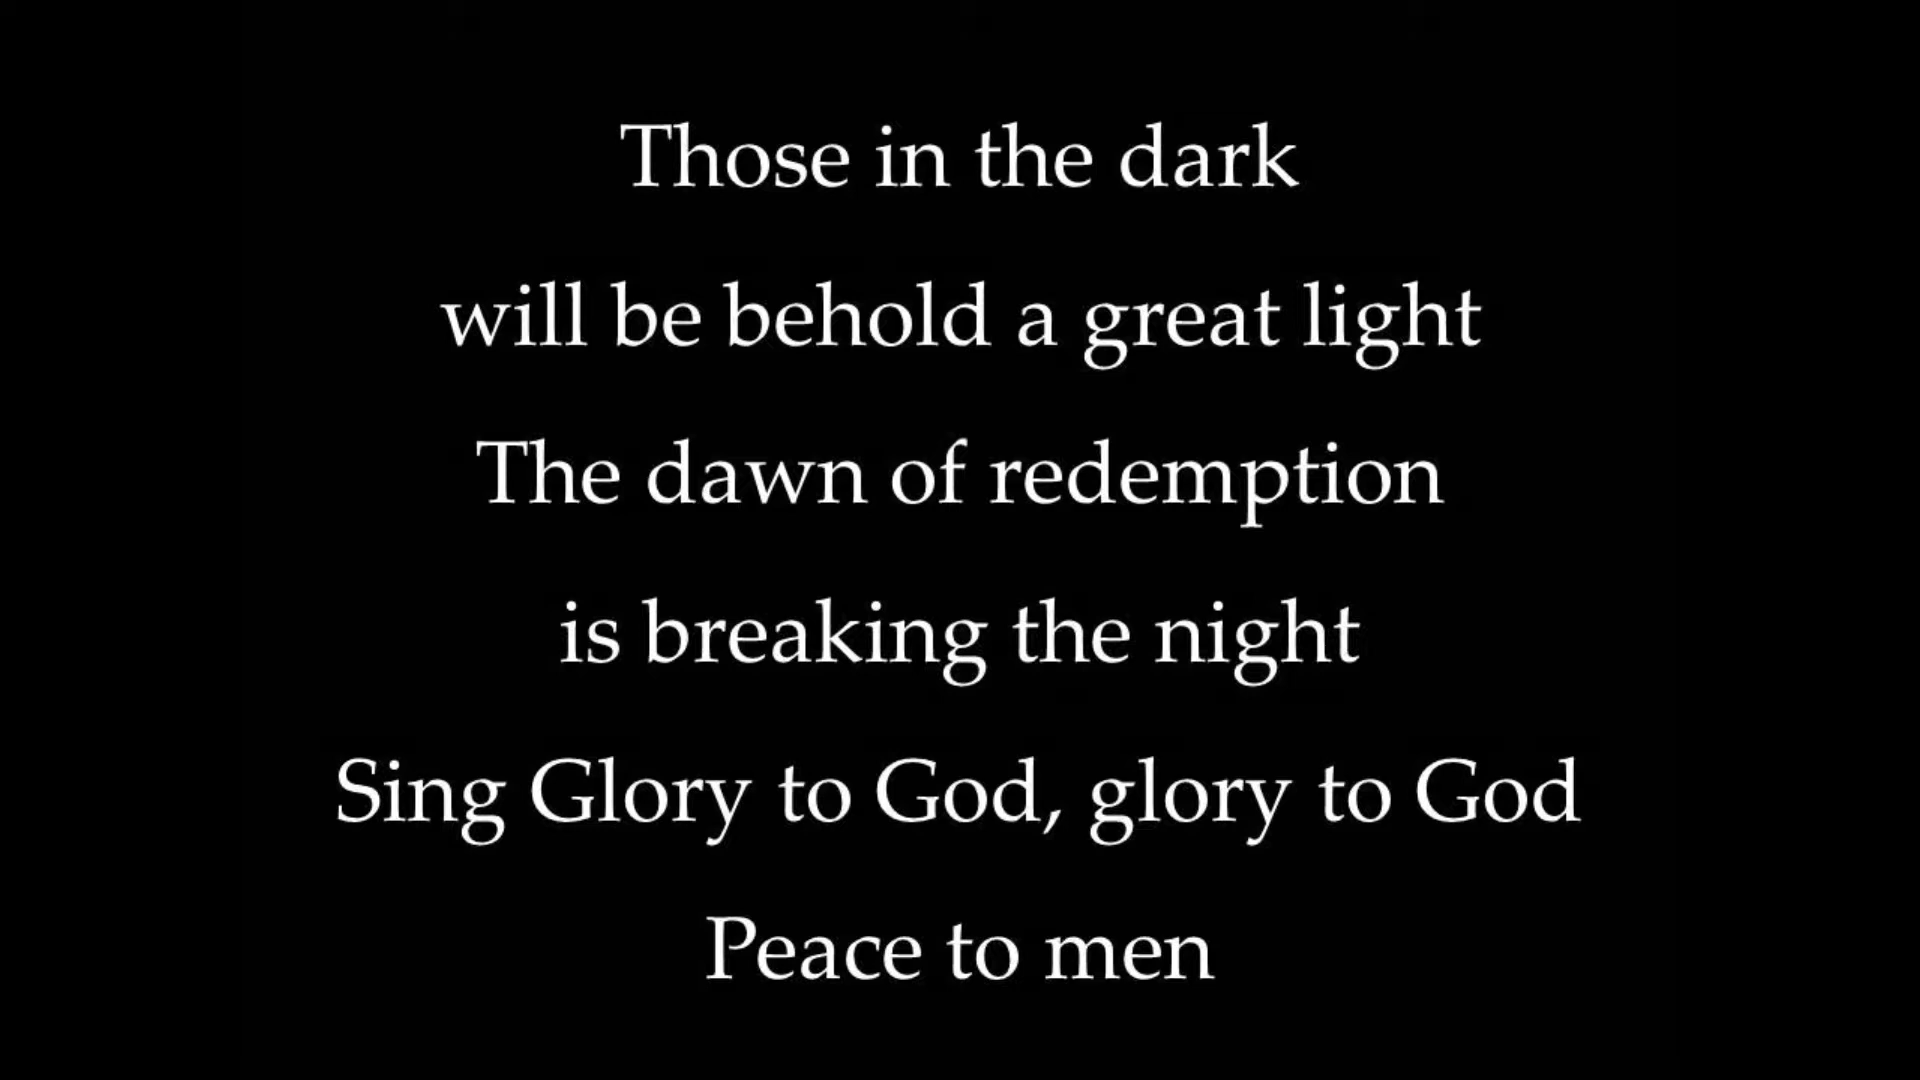 Those in the dark
will be behold a great light
The dawn of redemption
is breaking the night
Sing Glory to God, glory to God
Peace to men